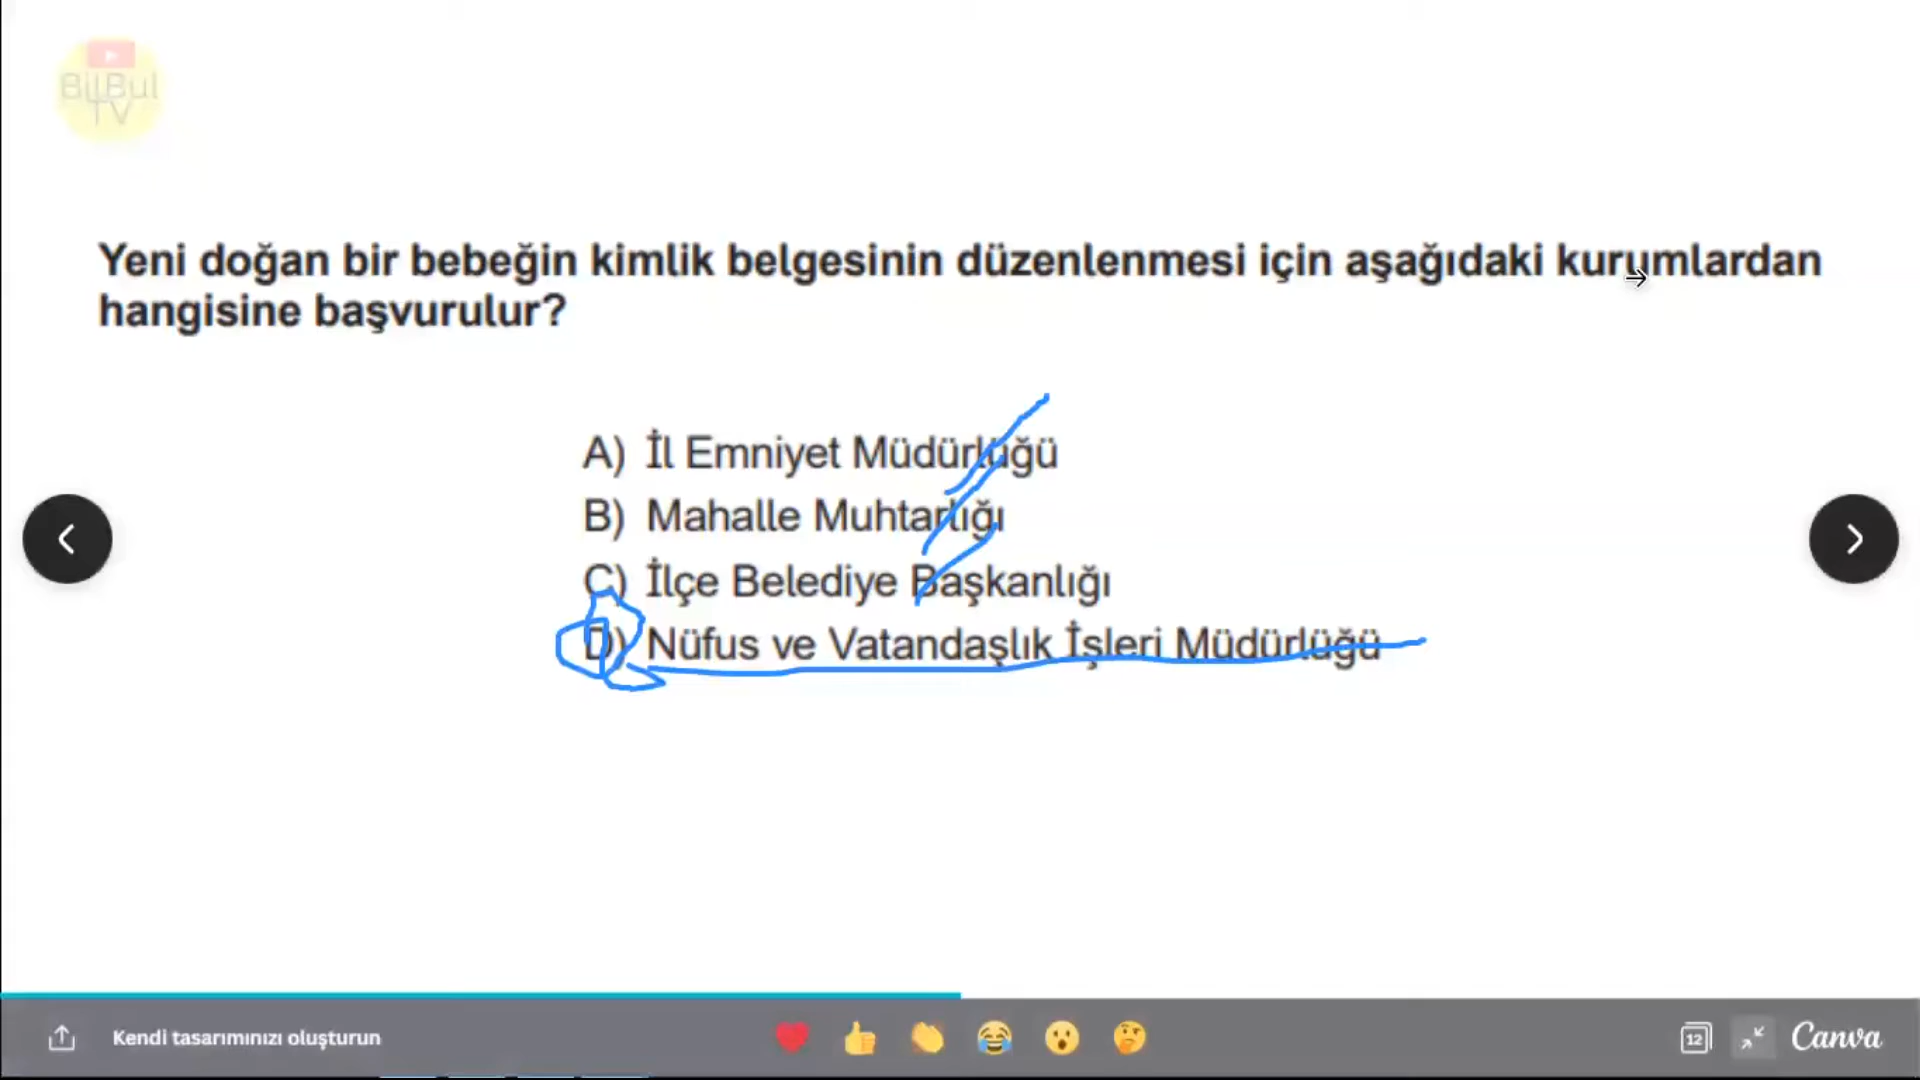 BilBul
TV
Yeni doğan bir bebeğin kimlik belgesinin düzenlenmesi için aşağıdaki kurumlardan
hangisine başvurulur?
A) İl Emniyet Müdürlüğü
B) Mahalle Muhtarlığı
C) İlçe Belediye Başkanlığı
D) Nüfus ve Vatandaşlık İşleri Müdürlüğü
Kendi tasarımınızı oluşturun
12
Canva